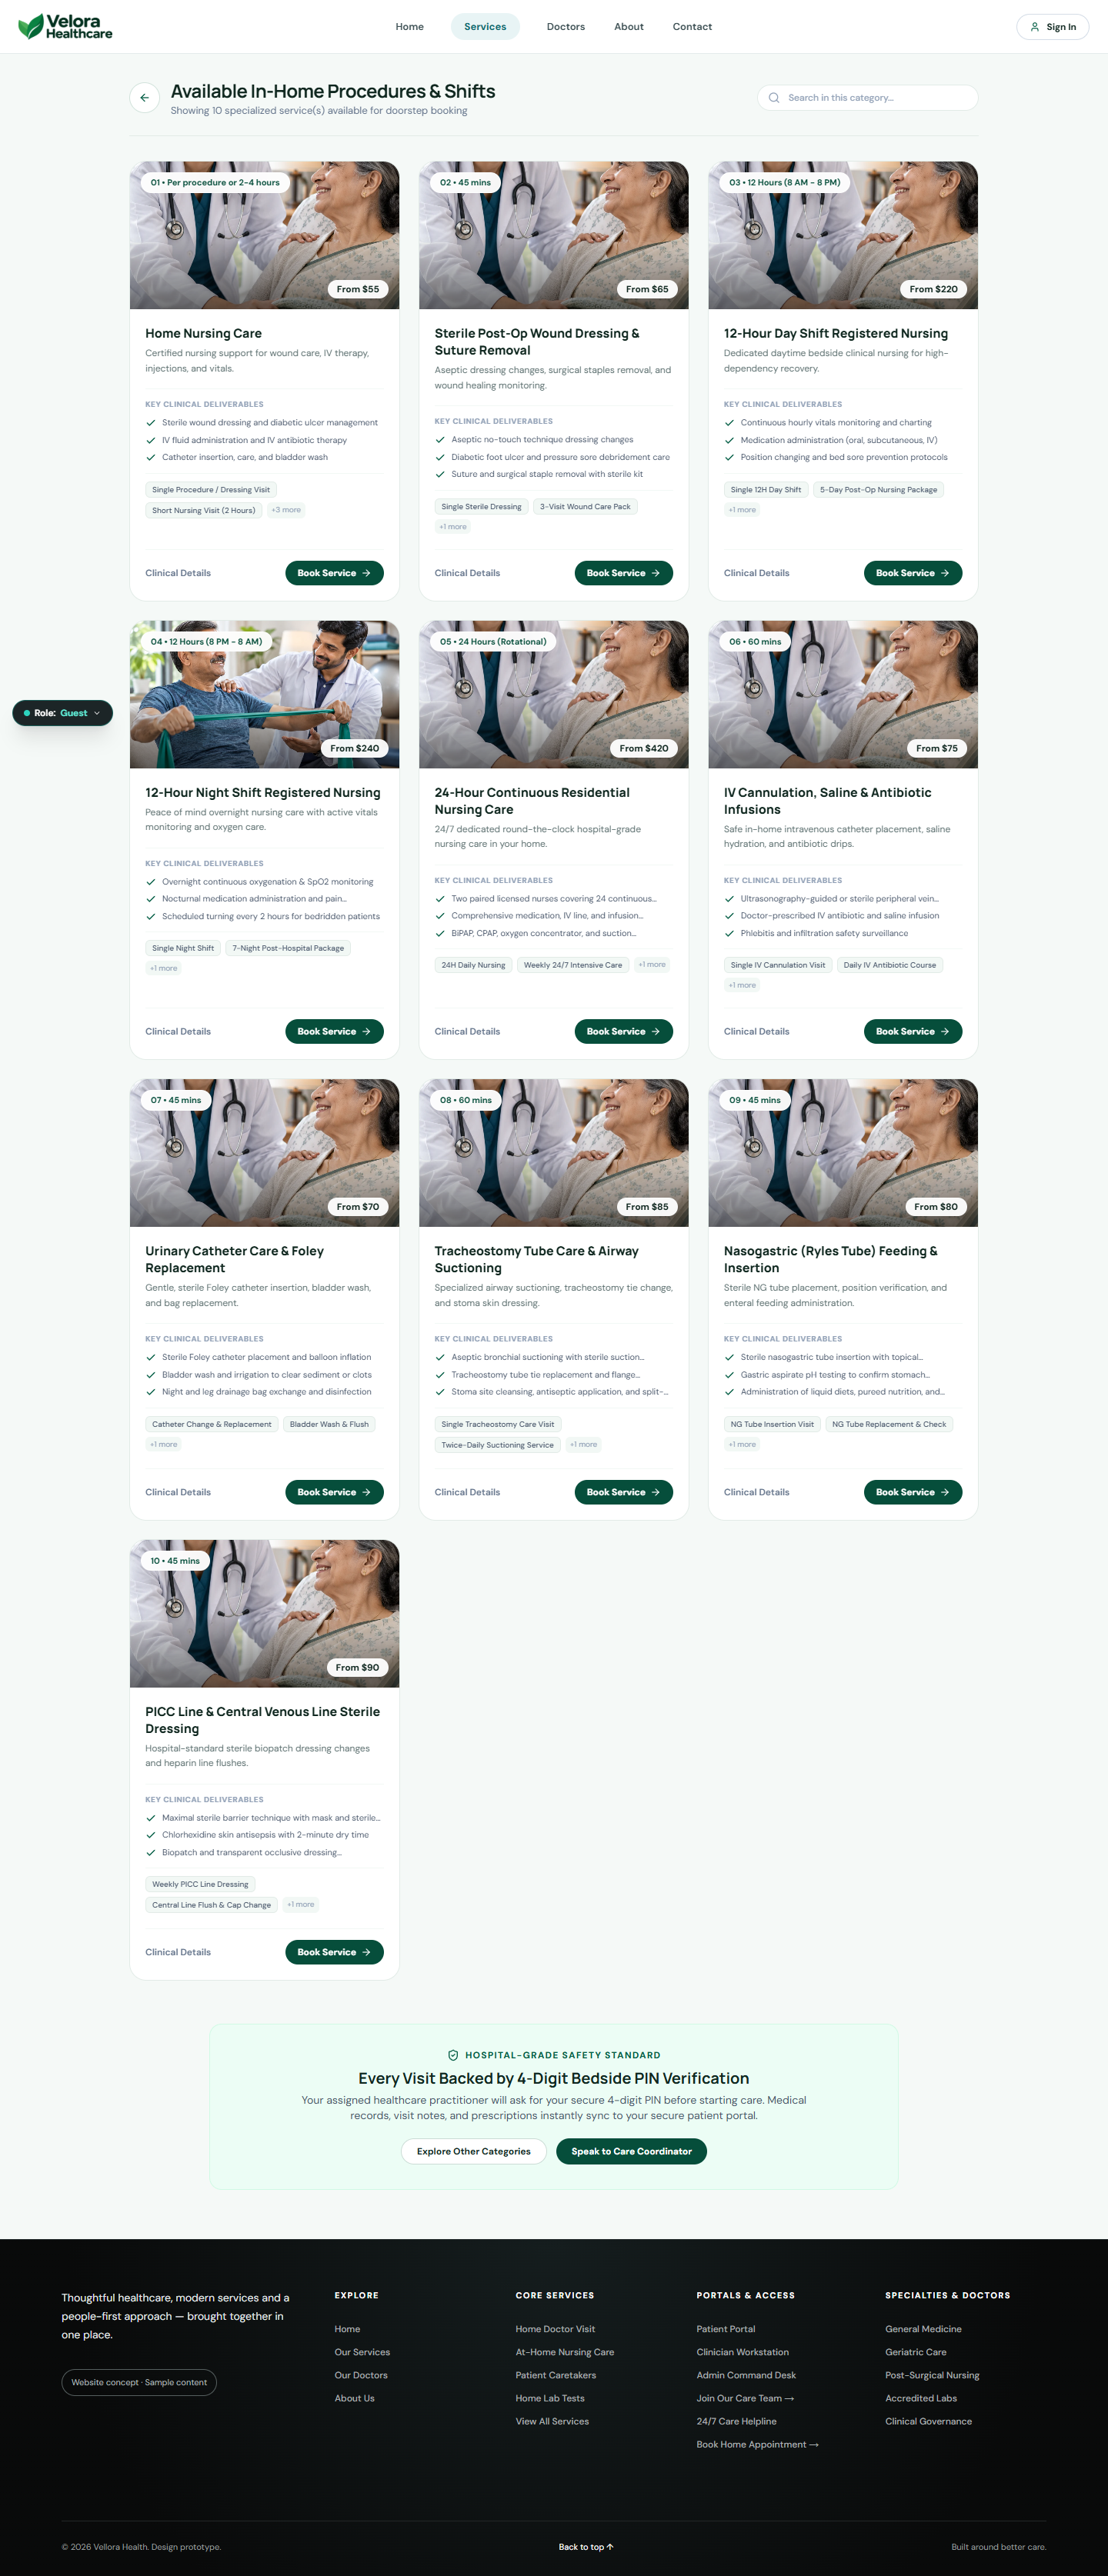 Velora
Healthcare
Home
Services
Doctors
About
Contact
Sign In
Available In-Home Procedures & Shifts
Showing 10 specialized service(s) available for doorstep booking
Search in this category...
01 • Per procedure or 2-4 hours
From $55
Home Nursing Care
Certified nursing support for wound care, IV therapy,
injections, and vitals.
KEY CLINICAL DELIVERABLES
Sterile wound dressing and diabetic ulcer management
IV fluid administration and IV antibiotic therapy
Catheter insertion, care, and bladder wash
Single Procedure / Dressing Visit
Short Nursing Visit (2 Hours)
+3 more
Clinical Details
Book Service
02 • 45 mins
From $65
Sterile Post-Op Wound Dressing &
Suture Removal
Aseptic dressing changes, surgical staples removal, and
wound healing monitoring.
KEY CLINICAL DELIVERABLES
Aseptic no-touch technique dressing changes
Diabetic foot ulcer and pressure sore debridement care
Suture and surgical staple removal with sterile kit
Single Sterile Dressing
3-Visit Wound Care Pack
+1 more
Clinical Details
Book Service
03 • 12 Hours (8 AM - 8 PM)
From $220
12-Hour Day Shift Registered Nursing
Dedicated daytime bedside clinical nursing for high-
dependency recovery.
KEY CLINICAL DELIVERABLES
Continuous hourly vitals monitoring and charting
Medication administration (oral, subcutaneous, IV)
Position changing and bed sore prevention protocols
Single 12H Day Shift
5-Day Post-Op Nursing Package
+1 more
Clinical Details
Book Service
04 • 12 Hours (8 PM - 8 AM)
From $240
12-Hour Night Shift Registered Nursing
Peace of mind overnight nursing care with active vitals
monitoring and oxygen care.
KEY CLINICAL DELIVERABLES
Overnight continuous oxygenation & SpO2 monitoring
Nocturnal medication administration and pain...
Scheduled turning every 2 hours for bedridden patients
Single Night Shift
7-Night Post-Hospital Package
+1 more
Clinical Details
Book Service
05 • 24 Hours (Rotational)
From $420
24-Hour Continuous Residential
Nursing Care
24/7 dedicated round-the-clock hospital-grade
nursing care in your home.
KEY CLINICAL DELIVERABLES
Two paired licensed nurses covering 24 continuous...
Comprehensive medication, IV line, and infusion...
BiPAP, CPAP, oxygen concentrator, and suction...
24H Daily Nursing
Weekly 24/7 Intensive Care
+1 more
Clinical Details
Book Service
06 • 60 mins
From $75
IV Cannulation, Saline & Antibiotic
Infusions
Safe in-home intravenous catheter placement, saline
hydration, and antibiotic drips.
KEY CLINICAL DELIVERABLES
Ultrasonography-guided or sterile peripheral vein...
Doctor-prescribed IV antibiotic and saline infusion
Phlebitis and infiltration safety surveillance
Single IV Cannulation Visit
Daily IV Antibiotic Course
+1 more
Clinical Details
Book Service
Role: Guest
07 • 45 mins
From $70
Urinary Catheter Care & Foley
Replacement
Gentle, sterile Foley catheter insertion, bladder wash,
and bag replacement.
KEY CLINICAL DELIVERABLES
Sterile Foley catheter placement and balloon inflation
Bladder wash and irrigation to clear sediment or clots
Night and leg drainage bag exchange and disinfection
Catheter Change & Replacement
Bladder Wash & Flush
+1 more
Clinical Details
Book Service
08 • 60 mins
From $85
Tracheostomy Tube Care & Airway
Suctioning
Specialized airway suctioning, tracheostomy tie change,
and stoma skin dressing.
KEY CLINICAL DELIVERABLES
Aseptic bronchial suctioning with sterile suction...
Tracheostomy tube tie replacement and flange...
Stoma site cleansing, antiseptic application, and split-...
Single Tracheostomy Care Visit
Twice-Daily Suctioning Service
+1 more
Clinical Details
Book Service
09 • 45 mins
From $80
Nasogastric (Ryles Tube) Feeding &
Insertion
Sterile NG tube placement, position verification, and
enteral feeding administration.
KEY CLINICAL DELIVERABLES
Sterile nasogastric tube insertion with topical...
Gastric aspirate pH testing to confirm stomach...
Administration of liquid diets, pureed nutrition, and...
NG Tube Insertion Visit
NG Tube Replacement & Check
+1 more
Clinical Details
Book Service
10 • 45 mins
From $90
PICC Line & Central Venous Line Sterile
Dressing
Hospital-standard sterile biopatch dressing changes
and heparin line flushes.
KEY CLINICAL DELIVERABLES
Maximal sterile barrier technique with mask and sterile...
Chlorhexidine skin antisepsis with 2-minute dry time
Biopatch and transparent occlusive dressing...
Weekly PICC Line Dressing
Central Line Flush & Cap Change
+1 more
Clinical Details
Book Service
HOSPITAL-GRADE SAFETY STANDARD
Every Visit Backed by 4-Digit Bedside PIN Verification
Your assigned healthcare practitioner will ask for your secure 4-digit PIN before starting care. Medical
records, visit notes, and prescriptions instantly sync to your secure patient portal.
Explore Other Categories
Speak to Care Coordinator
Thoughtful healthcare, modern services and a
people-first approach — brought together in
one place.
Website concept · Sample content
EXPLORE
Home
Our Services
Our Doctors
About Us
CORE SERVICES
Home Doctor Visit
At-Home Nursing Care
Patient Caretakers
Home Lab Tests
View All Services
PORTALS & ACCESS
Patient Portal
Clinician Workstation
Admin Command Desk
Join Our Care Team →
24/7 Care Helpline
Book Home Appointment →
SPECIALTIES & DOCTORS
General Medicine
Geriatric Care
Post-Surgical Nursing
Accredited Labs
Clinical Governance
© 2026 Vellora Health. Design prototype.
Back to top ↑
Built around better care.